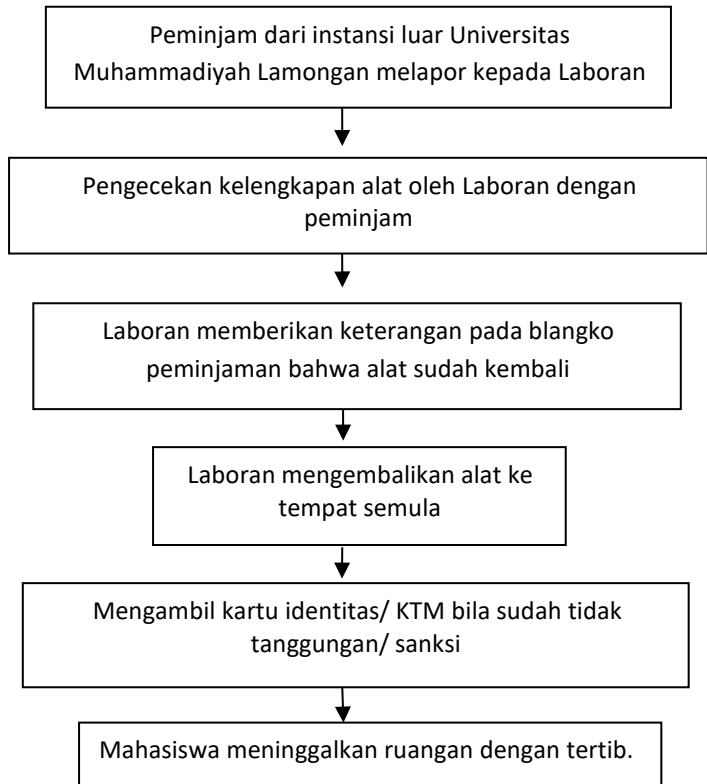 Peminjam dari instansi luar Universitas
Muhammadiyah Lamongan melapor kepada Laboran
Pengecekan kelengkapan alat oleh Laboran dengan
peminjam
Laboran memberikan keterangan pada blangko
peminjaman bahwa alat sudah kembali
Laboran mengembalikan alat ke
tempat semula
Mengambil kartu identitas/ KTM bila sudah tidak
tanggungan/ sanksi
Mahasiswa meninggalkan ruangan dengan tertib.